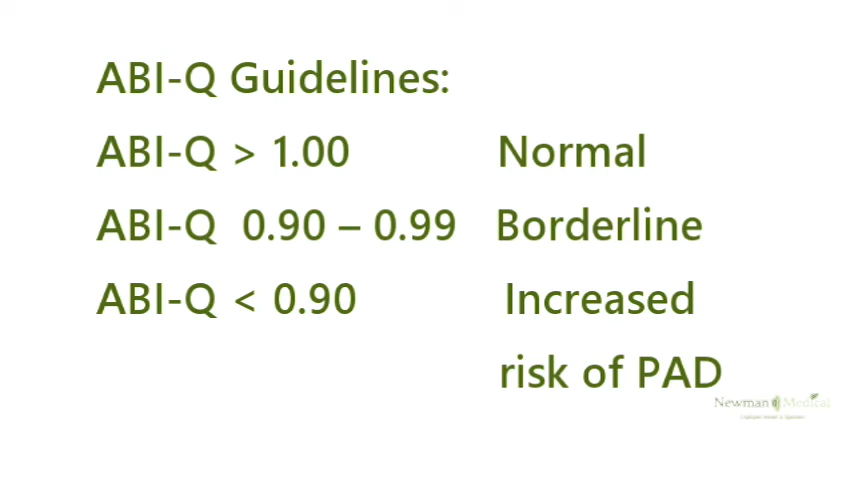 ABI-Q Guidelines:
ABI-Q > 1.00 Normal
ABI-Q 0.90 – 0.99 Borderline
ABI-Q < 0.90 Increased
risk of PAD
Newman Medical